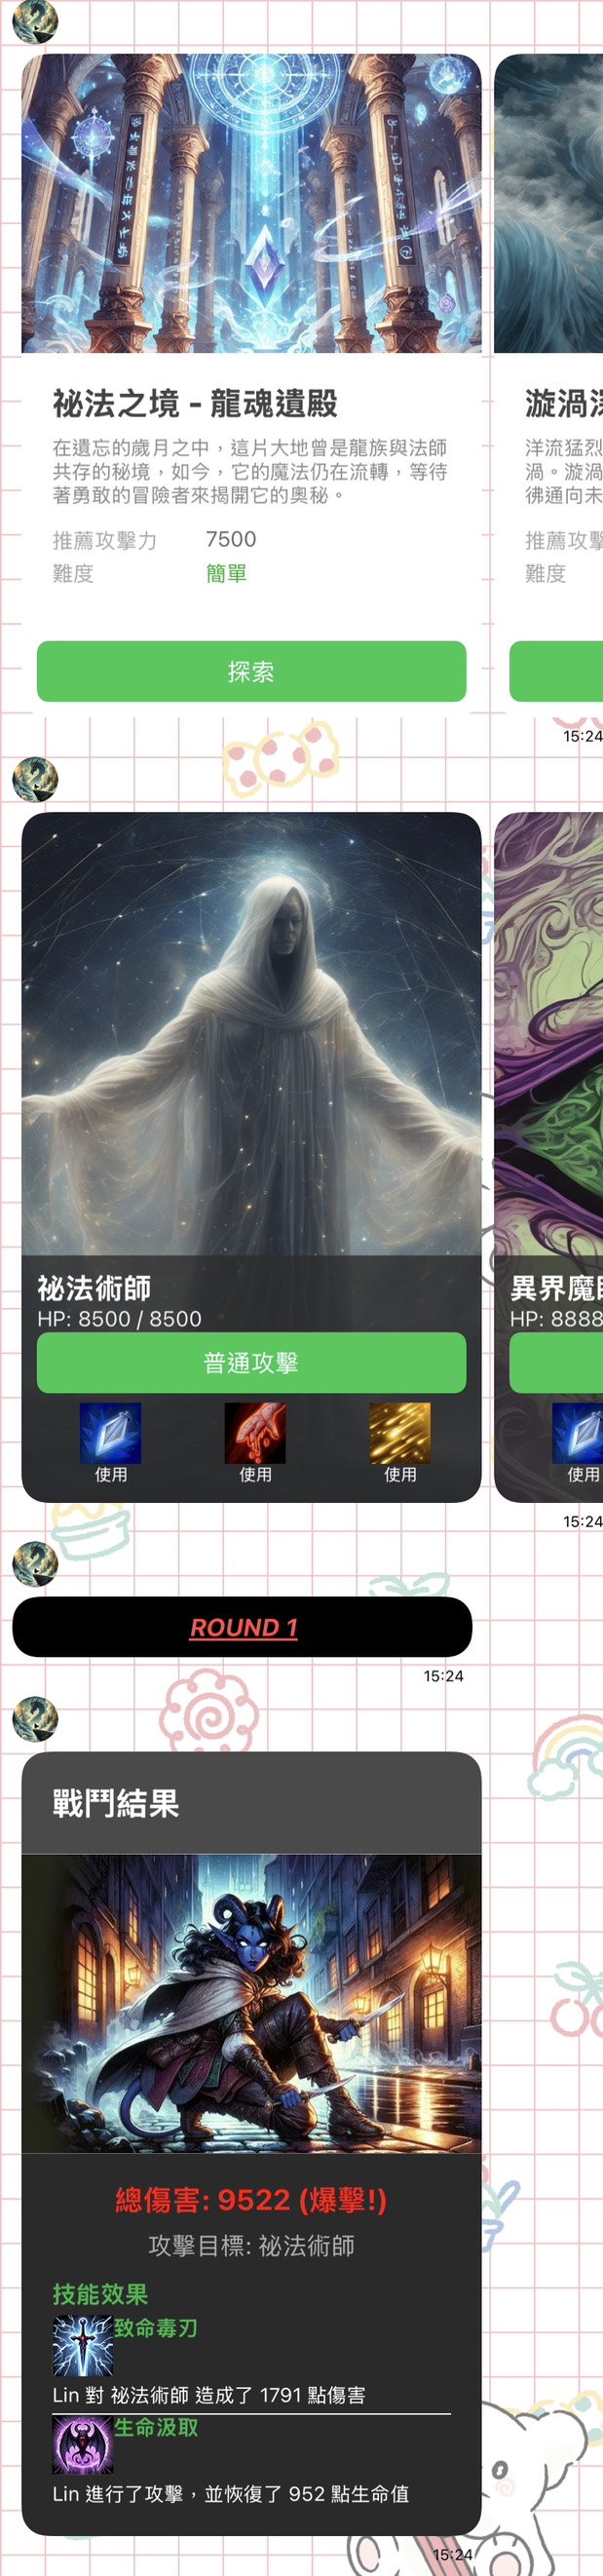 祕法之境 - 龍魂遺殿
在遺忘的歲月之中，這片大地曾是龍族與法師
共存的秘境，如今，它的魔法仍在流轉，等待
著勇敢的冒險者來揭開它的奧秘。
推薦攻擊力 7500
難度 簡單
探索
漩渦
洋流猛烈
渦。漩渦
彿通向未
推薦攻擊
難度
15:24
祕法術師
HP: 8500 / 8500
普通攻擊
使用 使用 使用
異界魔
HP: 8888
使用
15:24
ROUND 1
15:24
戰鬥結果
總傷害: 9522 (爆擊!)
攻擊目標: 祕法術師
技能效果
致命毒刃
Lin 對 祕法術師 造成了 1791 點傷害
生命汲取
Lin 進行了攻擊，並恢復了 952 點生命值
15:24